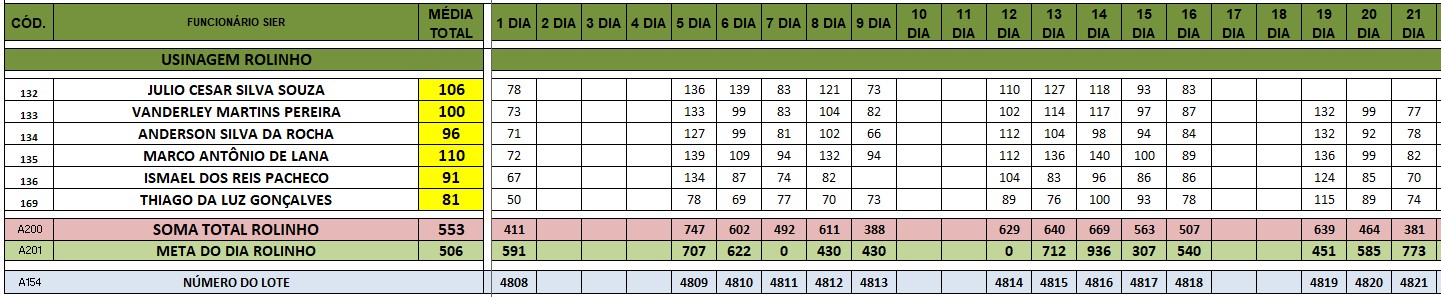 CÓD. FUNCIONÁRIO SIER MÉDIA TOTAL 1 DIA 2 DIA 3 DIA 4 DIA 5 DIA 6 DIA 7 DIA 8 DIA 9 DIA 10 DIA 11 DIA 12 DIA 13 DIA 14 DIA 15 DIA 16 DIA 17 DIA 18 DIA 19 DIA 20 DIA 21 DIA
USINAGEM ROLINHO
132 JULIO CESAR SILVA SOUZA 106 78 136 139 83 121 73 110 127 118 93 83
133 VANDERLEY MARTINS PEREIRA 100 73 133 99 83 104 82 102 114 117 97 87 132 99 77
134 ANDERSON SILVA DA ROCHA 96 71 127 99 81 102 66 112 104 98 94 84 132 92 78
135 MARCO ANTÔNIO DE LANA 110 72 139 109 94 132 94 112 136 140 100 89 136 99 82
136 ISMAEL DOS REIS PACHECO 91 67 134 87 74 82 104 83 96 86 86 124 85 70
169 THIAGO DA LUZ GONÇALVES 81 50 78 69 77 70 73 89 76 100 93 78 115 89 74
A200 SOMA TOTAL ROLINHO 553 411 747 602 492 611 388 629 640 669 563 507 639 464 381
A201 META DO DIA ROLINHO 506 591 707 622 0 430 430 0 712 936 307 540 451 585 773
A154 NÚMERO DO LOTE 4808 4809 4810 4811 4812 4813 4814 4815 4816 4817 4818 4819 4820 4821